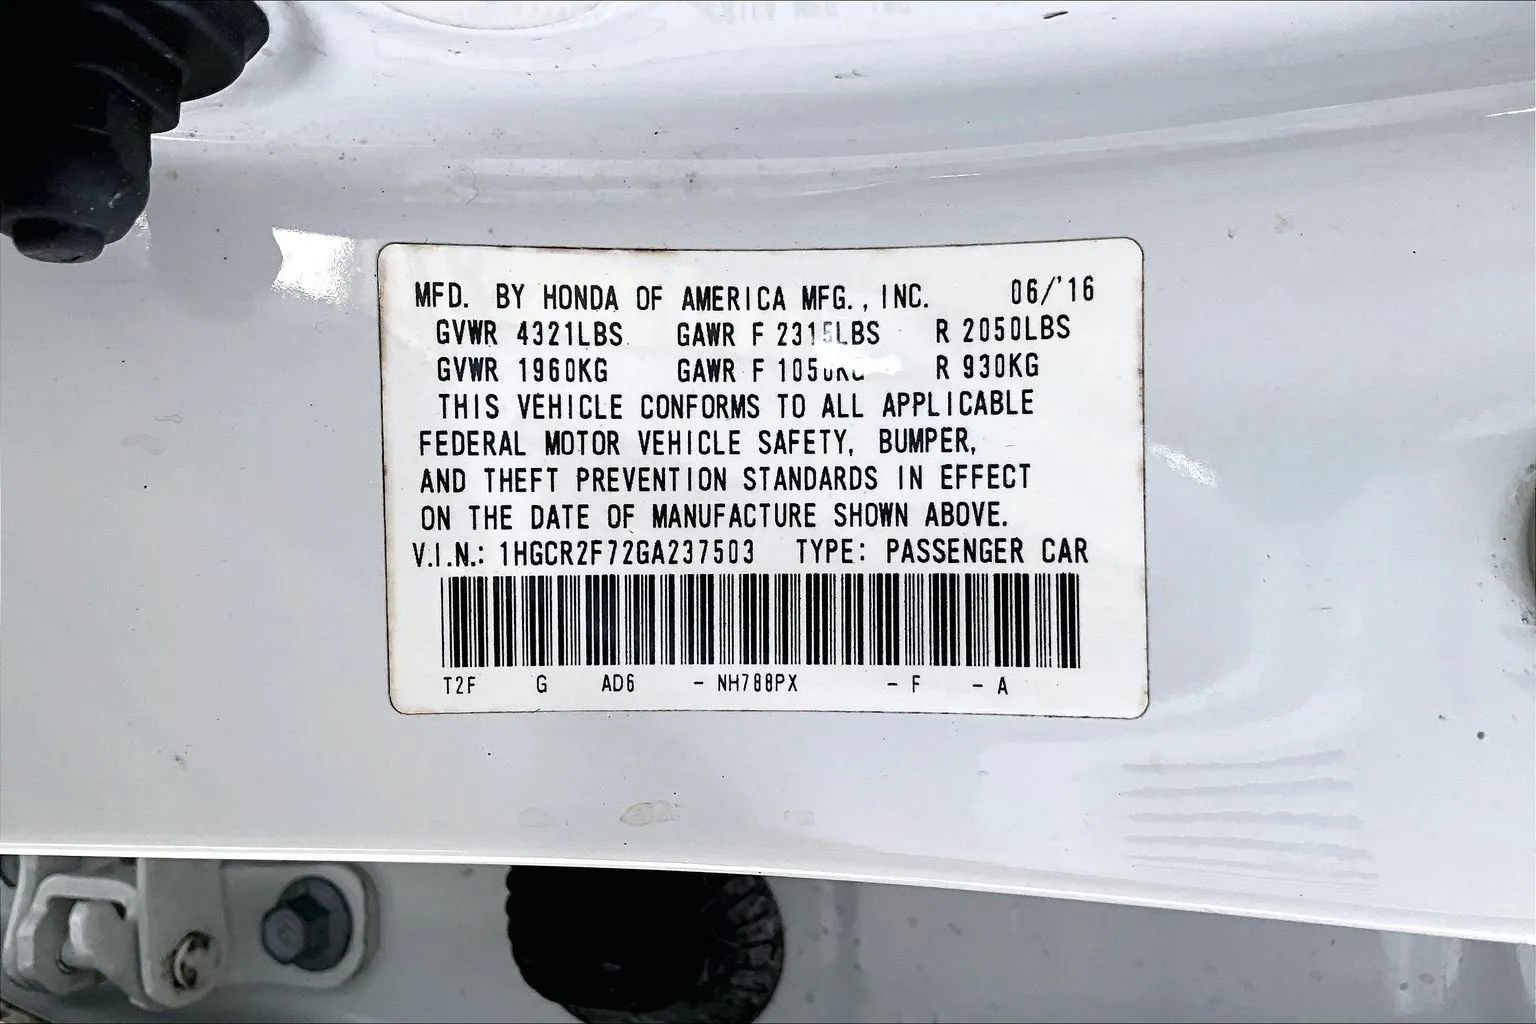 MFD. BY HONDA OF AMERICA MFG., INC. 06/'16
GVWR 4321LBS GAWR F 2315LBS R 2050LBS
GVWR 1960KG GAWR F 1050KG R 930KG
THIS VEHICLE CONFORMS TO ALL APPLICABLE
FEDERAL MOTOR VEHICLE SAFETY, BUMPER,
AND THEFT PREVENTION STANDARDS IN EFFECT
ON THE DATE OF MANUFACTURE SHOWN ABOVE.
V.I.N.: 1HGCR2F72GA237503 TYPE: PASSENGER CAR
T2F G AD6 - NH788PX - F - A